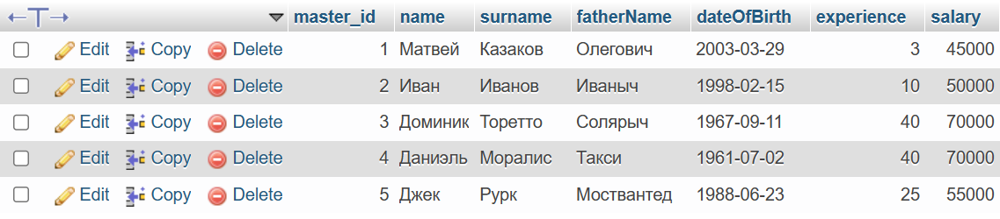 master_id name surname fatherName dateOfBirth experience salary
Edit Copy Delete 1 Матвей Казаков Олегович 2003-03-29 3 45000
Edit Copy Delete 2 Иван Иванов Иваныч 1998-02-15 10 50000
Edit Copy Delete 3 Доминик Торетто Солярыч 1967-09-11 40 70000
Edit Copy Delete 4 Даниэль Моралис Такси 1961-07-02 40 70000
Edit Copy Delete 5 Джек Рурк Моствантед 1988-06-23 25 55000